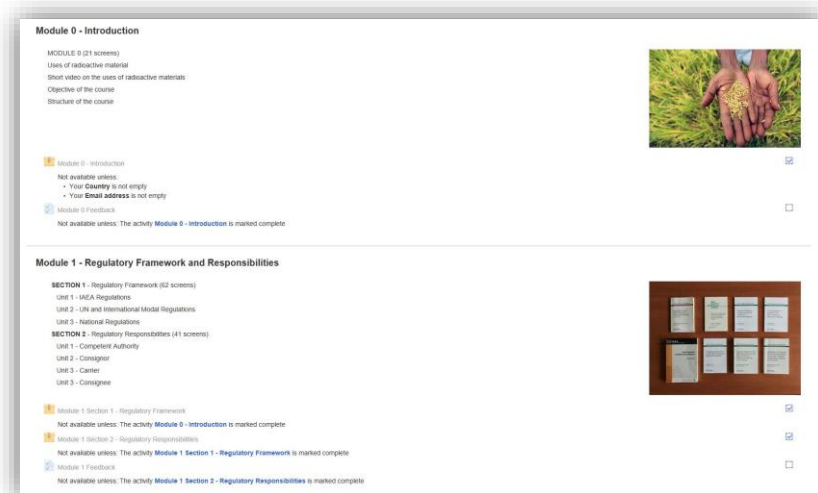 Module 0 - Introduction
MODULE 0 (21 screens)
Uses of radioactive material
Short video on the uses of radioactive materials
Objective of the course
Structure of the course
Module 0 - Introduction
Not available unless:
• Your Country is not empty
• Your Email address is not empty
Module 0 Feedback
Not available unless: The activity Module 0 - Introduction is marked complete
Module 1 - Regulatory Framework and Responsibilities
SECTION 1 - Regulatory Framework (62 screens)
Unit 1 - IAEA Regulations
Unit 2 - UN and International Modal Regulations
Unit 3 - National Regulations
SECTION 2 - Regulatory Responsibilities (41 screens)
Unit 1 - Competent Authority
Unit 2 - Consignor
Unit 3 - Carrier
Unit 3 - Consignee
Module 1 Section 1 - Regulatory Framework
Not available unless: The activity Module 0 - Introduction is marked complete
Module 1 Section 2 - Regulatory Responsibilities
Not available unless: The activity Module 1 Section 1 - Regulatory Framework is marked complete
Module 1 Feedback
Not available unless: The activity Module 1 Section 2 - Regulatory Responsibilities is marked complete